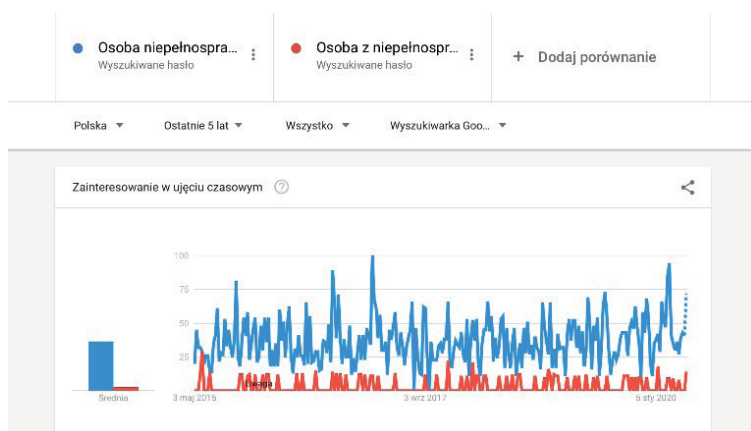 Osoba niepełnospra...
Wyszukiwane hasło
Osoba z niepełnospr...
Wyszukiwane hasło
+ Dodaj porównanie
Polska
Ostatnie 5 lat
Wszystko
Wyszukiwarka Goo...
Zainteresowanie w ujęciu czasowym ?
100
75
50
25
Uwaga
Średnia
3 maj 2015
3 wrz 2017
5 sty 2020